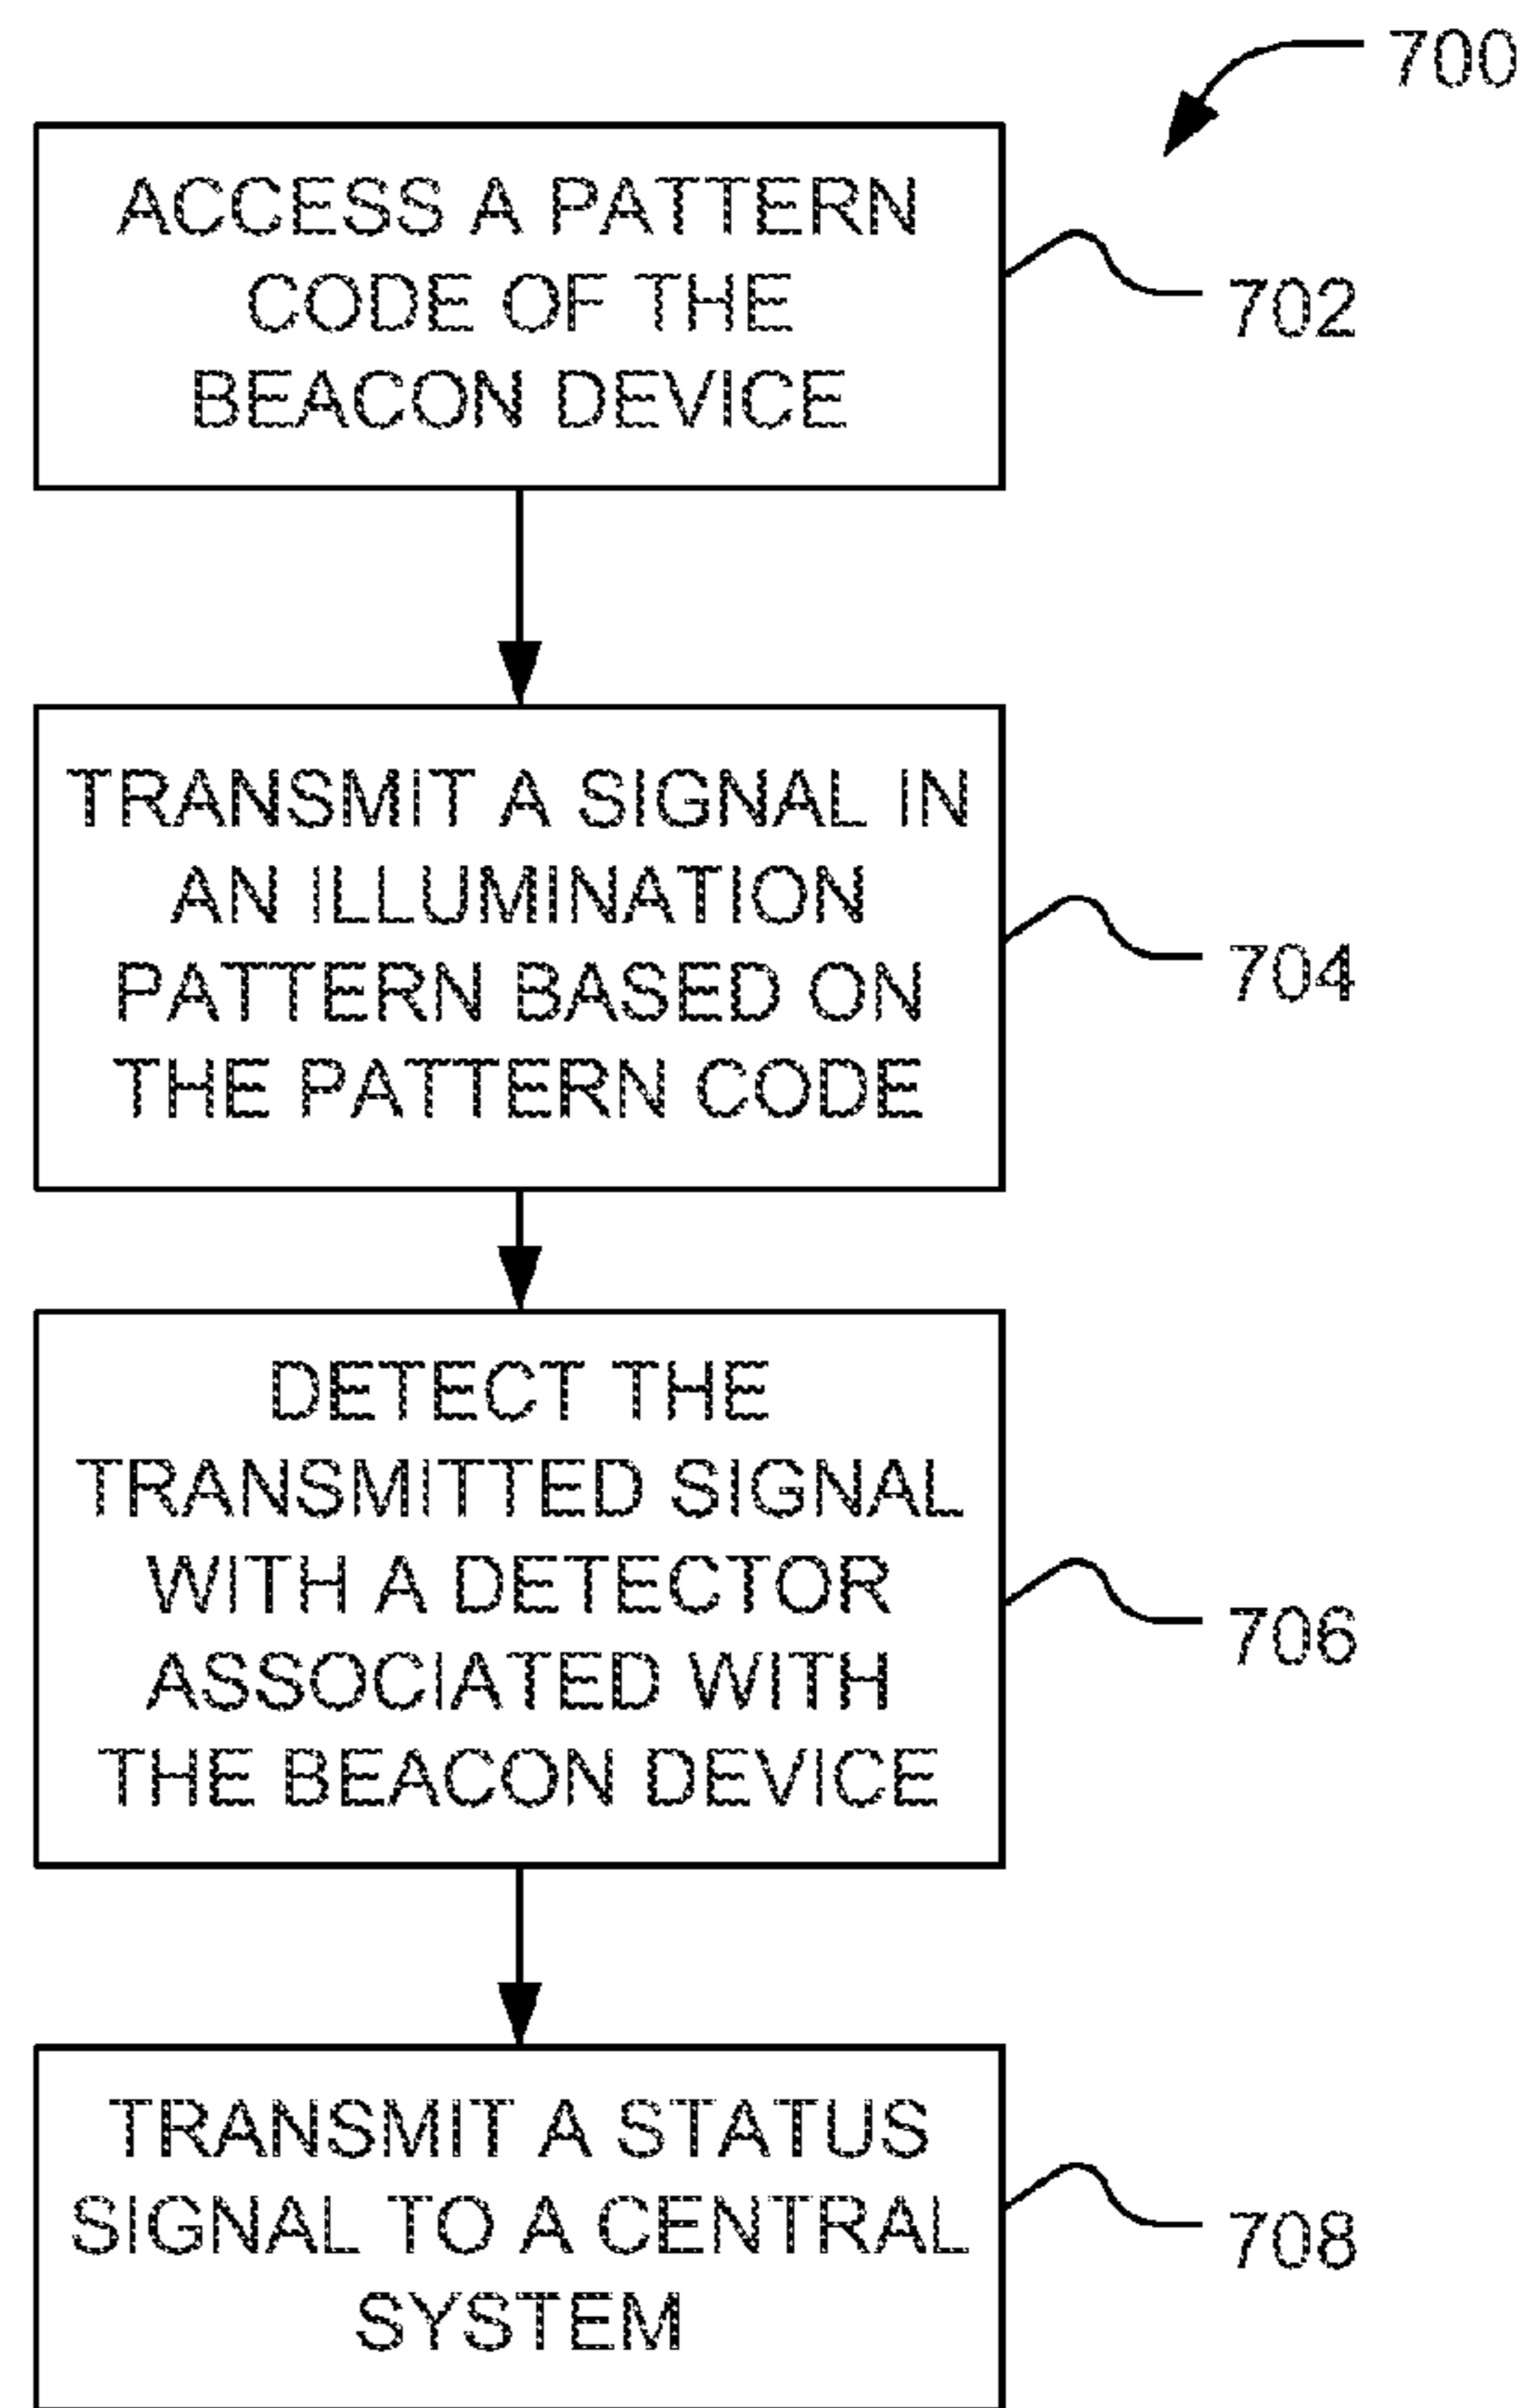 700
ACCESS A PATTERN
CODE OF THE
BEACON DEVICE
702
TRANSMIT A SIGNAL IN
AN ILLUMINATION
PATTERN BASED ON
THE PATTERN CODE
704
DETECT THE
TRANSMITTED SIGNAL
WITH A DETECTOR
ASSOCIATED WITH
THE BEACON DEVICE
706
TRANSMIT A STATUS
SIGNAL TO A CENTRAL
SYSTEM
708